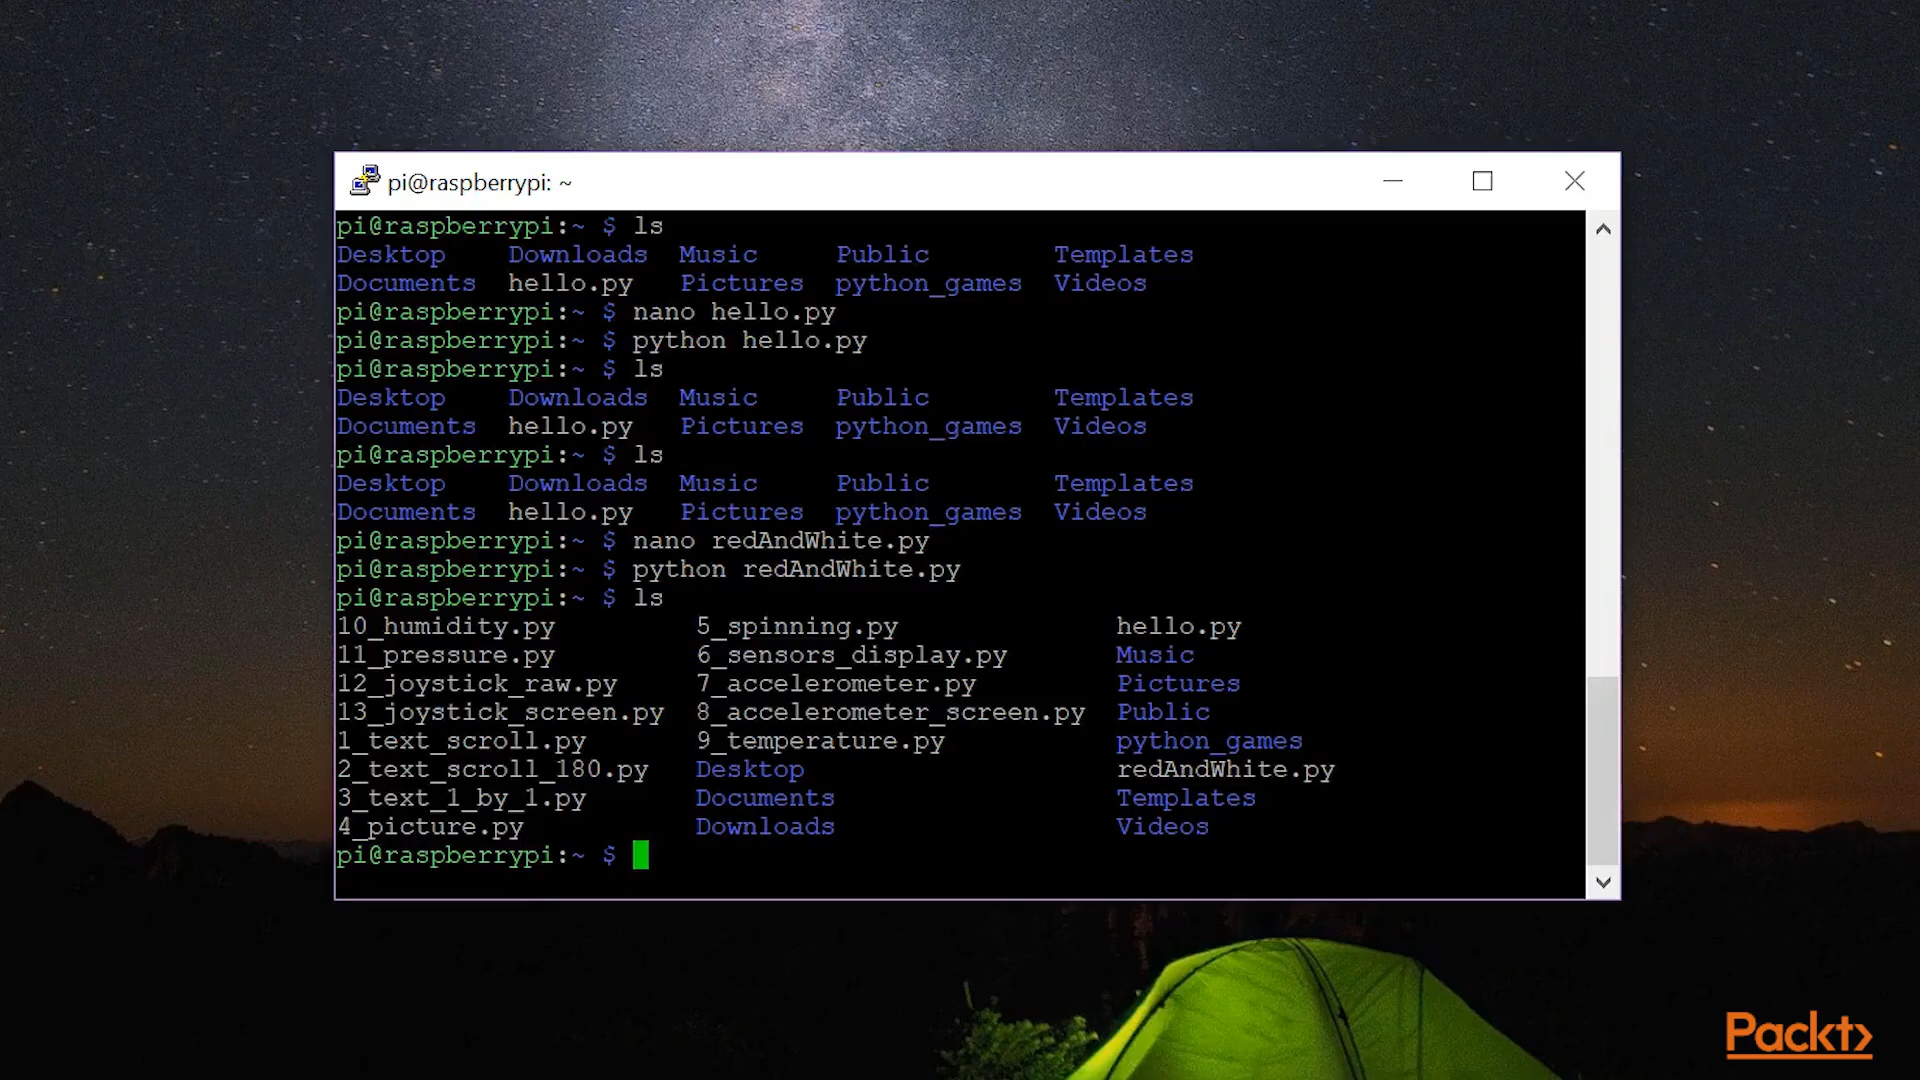 pi@raspberrypi: ~
pi@raspberrypi:~ $ ls
Desktop Downloads Music Public Templates
Documents hello.py Pictures python_games Videos
pi@raspberrypi:~ $ nano hello.py
pi@raspberrypi:~ $ python hello.py
pi@raspberrypi:~ $ ls
Desktop Downloads Music Public Templates
Documents hello.py Pictures python_games Videos
pi@raspberrypi:~ $ ls
Desktop Downloads Music Public Templates
Documents hello.py Pictures python_games Videos
pi@raspberrypi:~ $ nano redAndWhite.py
pi@raspberrypi:~ $ python redAndWhite.py
pi@raspberrypi:~ $ ls
10_humidity.py 5_spinning.py hello.py
11_pressure.py 6_sensors_display.py Music
12_joystick_raw.py 7_accelerometer.py Pictures
13_joystick_screen.py 8_accelerometer_screen.py Public
1_text_scroll.py 9_temperature.py python_games
2_text_scroll_180.py Desktop redAndWhite.py
3_text_1_by_1.py Documents Templates
4_picture.py Downloads Videos
pi@raspberrypi:~ $
Packt>